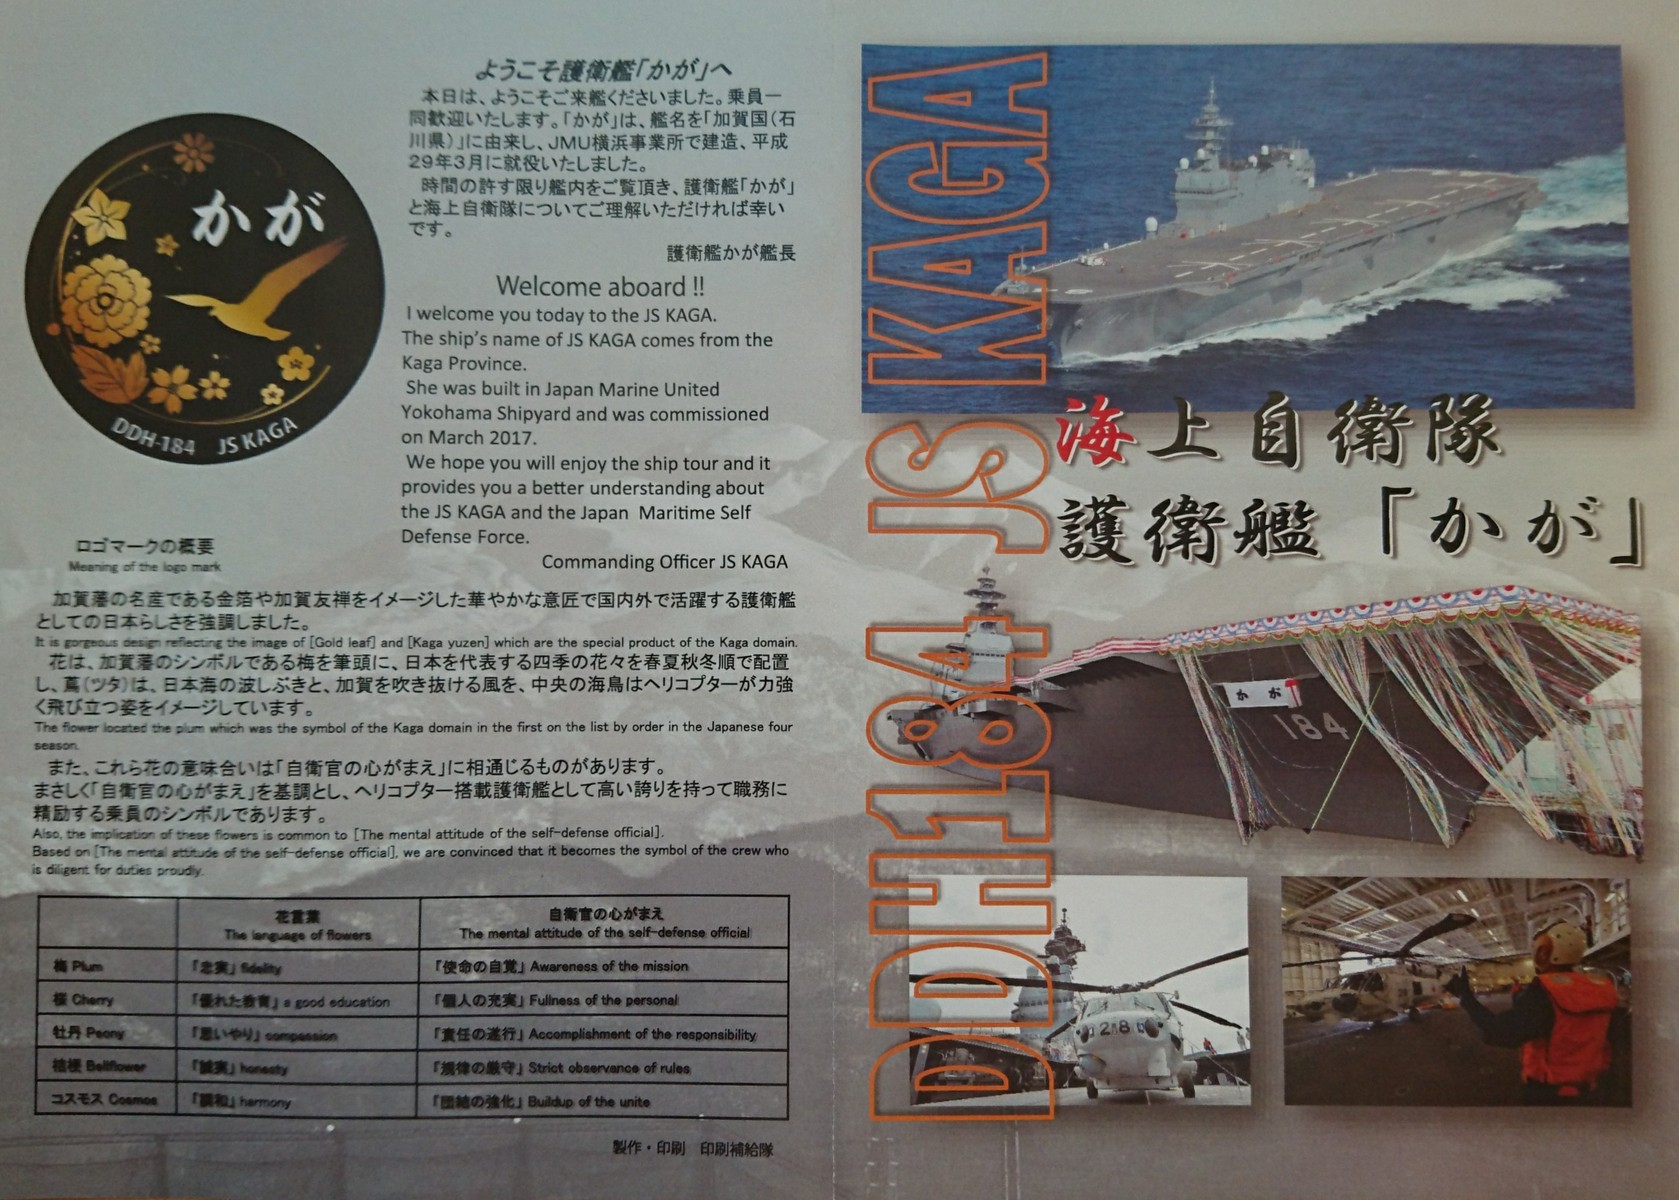 かが
DDH-184 JS KAGA
ようこそ護衛艦「かが」へ
本日は、ようこそご来艦くださいました。乗員一
同歓迎いたします。「かが」は、艦名を「加賀国(石
川県)」に由来し、JMU横浜事業所で建造、平成
29年3月に就役いたしました。
時間の許す限り艦内をご覧頂き、護衛艦「かが」
と海上自衛隊についてご理解いただければ幸い
です。
護衛艦かが艦長
Welcome aboard !!
I welcome you today to the JS KAGA.
The ship's name of JS KAGA comes from the
Kaga Province.
She was built in Japan Marine United
Yokohama Shipyard and was commissioned
on March 2017.
We hope you will enjoy the ship tour and it
provides you a better understanding about
the JS KAGA and the Japan Maritime Self
Defense Force.
Commanding Officer JS KAGA
ロゴマークの概要
Meaning of the logo mark
加賀藩の名産である金箔や加賀友禅をイメージした華やかな意匠で国内外で活躍する護衛艦
としての日本らしさを強調しました。
It is gorgeous design reflecting the image of [Gold leaf] and [Kaga yuzen] which are the special product of the Kaga domain.
花は、加賀藩のシンボルである梅を筆頭に、日本を代表する四季の花々を春夏秋冬順で配置
し、蔦(ツタ)は、日本海の波しぶきと、加賀を吹き抜ける風を、中央の海鳥はヘリコプターが力強
く飛び立つ姿をイメージしています。
The flower located the plum which was the symbol of the Kaga domain in the first on the list by order in the Japanese four
season.
また、これら花の意味合いは「自衛官の心がまえ」に相通じるものがあります。
まさしく「自衛官の心がまえ」を基調とし、ヘリコプター搭載護衛艦として高い誇りを持って職務に
精励する乗員のシンボルであります。
Also, the implication of these flowers is common to [The mental attitude of the self-defense official].
Based on [The mental attitude of the self-defense official], we are convinced that it becomes the symbol of the crew who
is diligent for duties proudly.
花言葉 自衛官の心がまえ
The language of flowers The mental attitude of the self-defense official
梅 Plum 「忠実」 fidelity 「使命の自覚」 Awareness of the mission
桜 Cherry 「優れた教育」 a good education 「個人の充実」 Fullness of the personal
牡丹 Peony 「思いやり」 compassion 「責任の遂行」 Accomplishment of the responsibility
桔梗 Bellflower 「誠実」 honesty 「規律の厳守」 Strict observance of rules
コスモス Cosmos 「調和」 harmony 「団結の強化」 Buildup of the unite
製作・印刷 印刷補給隊
DDH184 JS KAGA
海上自衛隊
護衛艦「かが」
かが
184
248